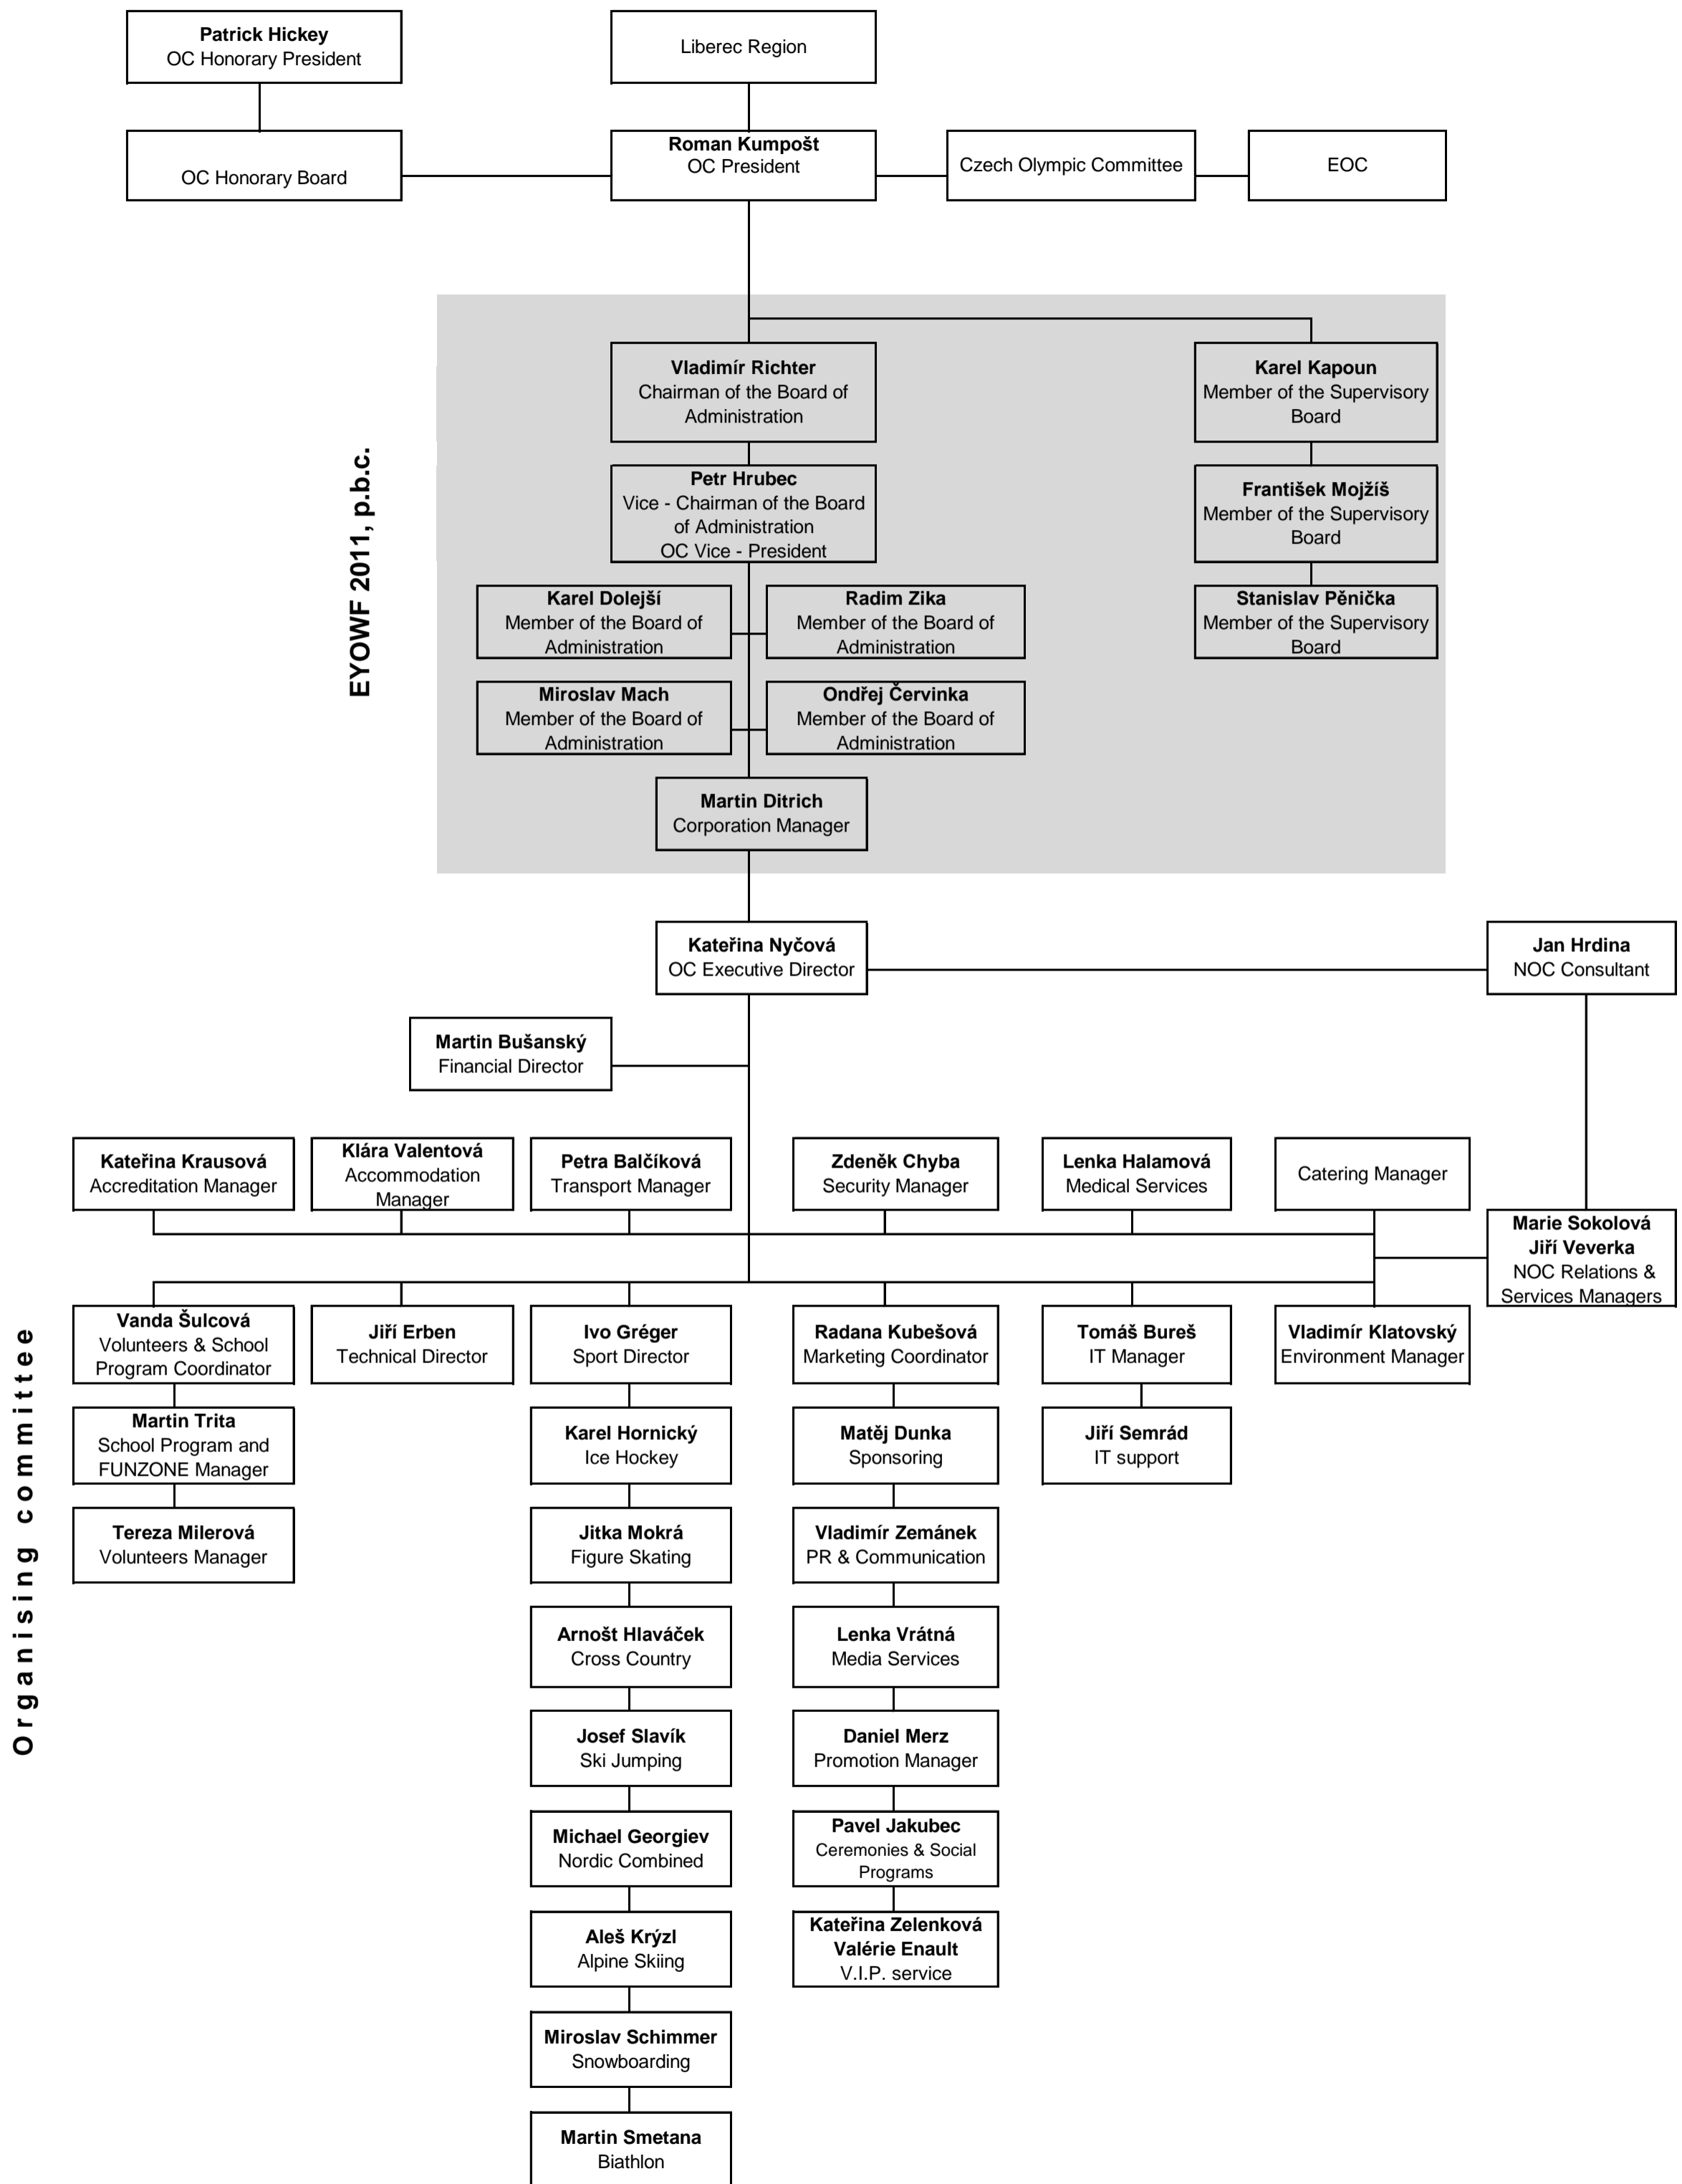 Patrick Hickey
OC Honorary President
Liberec Region
OC Honorary Board
Roman Kumpošt
OC President
Czech Olympic Committee
EOC
EYOWF 2011, p.b.c.
Vladimír Richter
Chairman of the Board of
Administration
Karel Kapoun
Member of the Supervisory
Board
Petr Hrubec
Vice - Chairman of the Board
of Administration
OC Vice - President
František Mojžíš
Member of the Supervisory
Board
Karel Dolejší
Member of the Board of
Administration
Radim Zika
Member of the Board of
Administration
Stanislav Pěnička
Member of the Supervisory
Board
Miroslav Mach
Member of the Board of
Administration
Ondřej Červinka
Member of the Board of
Administration
Martin Ditrich
Corporation Manager
Kateřina Nyčová
OC Executive Director
Jan Hrdina
NOC Consultant
Martin Bušanský
Financial Director
Organising committee
Kateřina Krausová
Accreditation Manager
Klára Valentová
Accommodation
Manager
Petra Balčíková
Transport Manager
Zdeněk Chyba
Security Manager
Lenka Halamová
Medical Services
Catering Manager
Marie Sokolová
Jiří Veverka
NOC Relations &
Services Managers
Vanda Šulcová
Volunteers & School
Program Coordinator
Jiří Erben
Technical Director
Ivo Gréger
Sport Director
Radana Kubešová
Marketing Coordinator
Tomáš Bureš
IT Manager
Vladimír Klatovský
Environment Manager
Martin Trita
School Program and
FUNZONE Manager
Karel Hornický
Ice Hockey
Matěj Dunka
Sponsoring
Jiří Semrád
IT support
Tereza Milerová
Volunteers Manager
Jitka Mokrá
Figure Skating
Vladimír Zemánek
PR & Communication
Arnošt Hlaváček
Cross Country
Lenka Vrátná
Media Services
Josef Slavík
Ski Jumping
Daniel Merz
Promotion Manager
Michael Georgiev
Nordic Combined
Pavel Jakubec
Ceremonies & Social
Programs
Aleš Krýzl
Alpine Skiing
Kateřina Zelenková
Valérie Enault
V.I.P. service
Miroslav Schimmer
Snowboarding
Martin Smetana
Biathlon